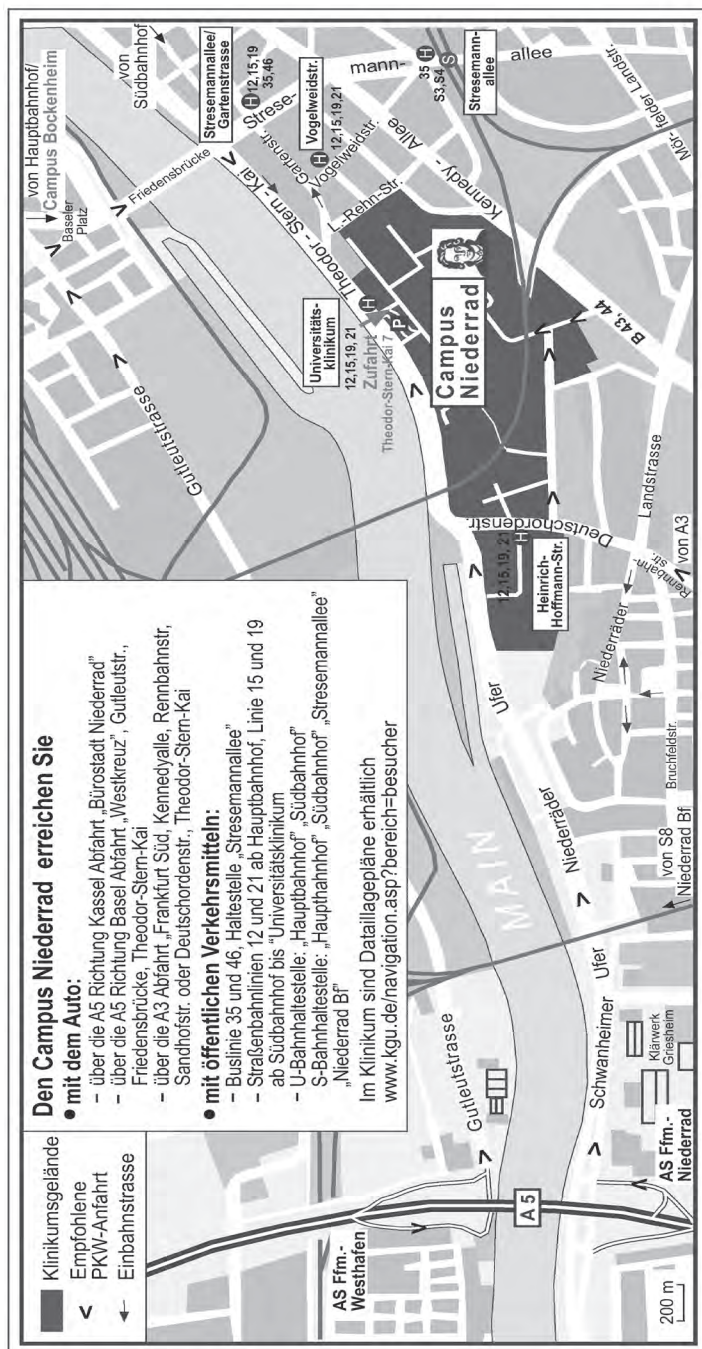 Klinikumsgelände
Empfohlene
PKW-Anfahrt
Einbahnstrasse
Den Campus Niederrad erreichen Sie
• mit dem Auto:
– über die A5 Richtung Kassel Abfahrt „Bürostadt Niederrad"
– über die A5 Richtung Basel Abfahrt „Westkreuz", Gutleutstr.,
Friedensbrücke, Theodor-Stern-Kai
– über die A3 Abfahrt „Frankfurt Süd, Kennedyalle, Rennbahnstr,
Sandhofstr. oder Deutschordenstr., Theodor-Stern-Kai
• mit öffentlichen Verkehrsmitteln:
– Buslinie 35 und 46, Haltestelle „Stresemannallee"
– Straßenbahnlinien 12 und 21 ab Hauptbahnhof, Linie 15 und 19
ab Südbahnhof bis "Universitätsklinikum
– U-Bahnhaltestelle: „Hauptbahnhof" „Südbahnhof"
S-Bahnhaltestelle: „Haupthahnhof" „Südbahnhof" „Stresemannallee"
„Niederrad Bf"
Im Klinikum sind Dataillagepläne erhältlich
www.kgu.de/navigation.asp?bereich=besucher
von Hauptbahnhof/
Campus Bockenheim
Baseler
Platz
von
Südbahnhof
Friedensbrücke
Stresemannallee/
Gartenstrasse
H 12,15,19
35,46
Strese-
mann-
allee
Gutleutstrasse
Theodor - Stern - Kai
Gartenstr.
Vogelweidstr.
Vogelweidstr.
H
12,15,19,21
L.-Rehn-Str.
35 H
S3,S4 S
Stresemann-
allee
Kennedy - Allee
Mörfelder Landstr.
Universitäts-
klinikum
12,15,19, 21
H
P
Zufahrt
Theodor-Stern-Kai 7
Campus
Niederrad
B 43, 44
Deutschordenstr.
12,15,19, 21
H
Heinrich-
Hoffmann-Str.
Landstrasse
Niederräder
Rennbahn-
str.
von A3
Bruchfeldstr.
MAIN
Niederräder
Ufer
von S8
Niederrad Bf
Gutleutstrasse
Schwanheimer
Ufer
Klärwerk
Griesheim
AS Ffm.-
Westhafen
A 5
AS Ffm.-
Niederrad
200 m